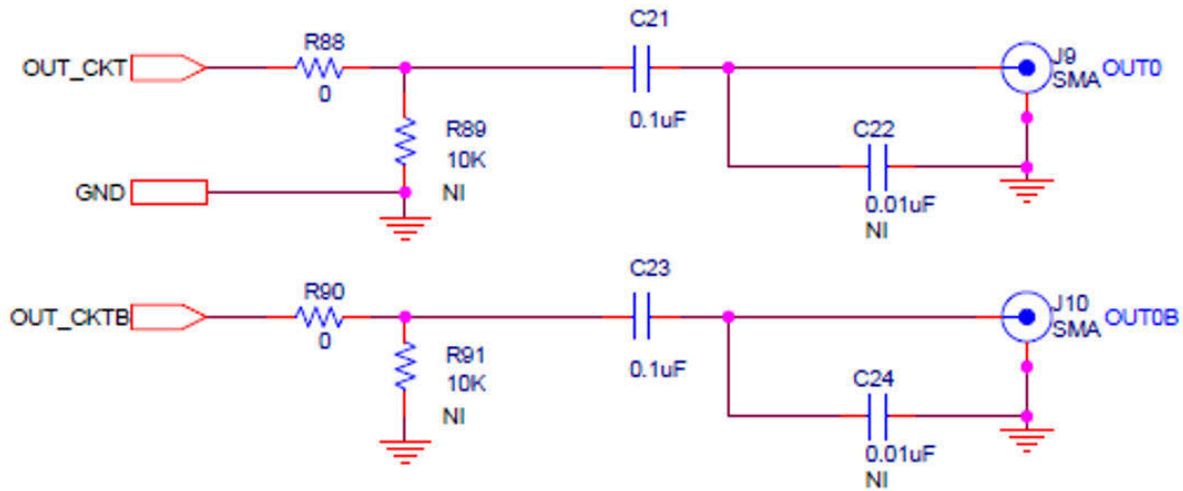 C21
R88
OUT_CKT
0
J9
SMA OUT0
0.1uF
R89
10K
NI
C22
GND
0.01uF
NI
C23
R90
OUT_CKTB
0
J10
SMA OUT0B
0.1uF
R91
10K
NI
C24
0.01uF
NI